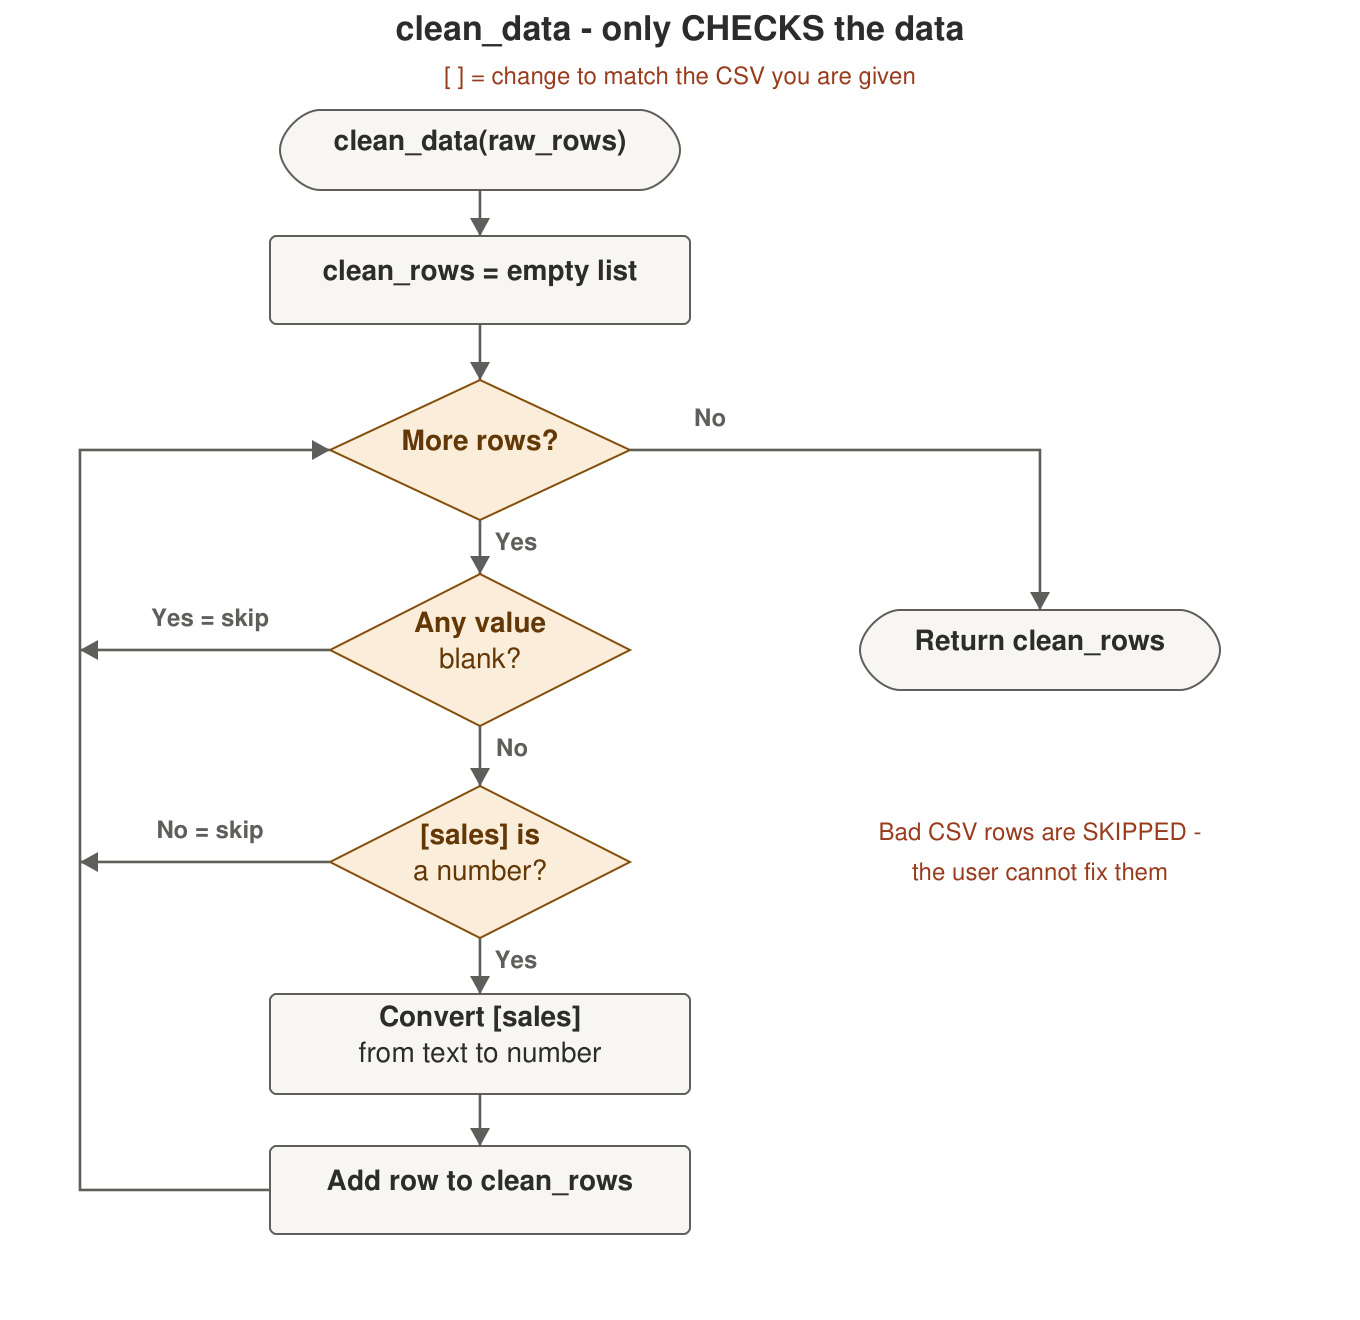 clean_data - only CHECKS the data
[ ] = change to match the CSV you are given
clean_data(raw_rows)
clean_rows = empty list
More rows?
No
Yes
Any value
blank?
Yes = skip
Return clean_rows
No
[sales] is
a number?
No = skip
Bad CSV rows are SKIPPED -
the user cannot fix them
Yes
Convert [sales]
from text to number
Add row to clean_rows